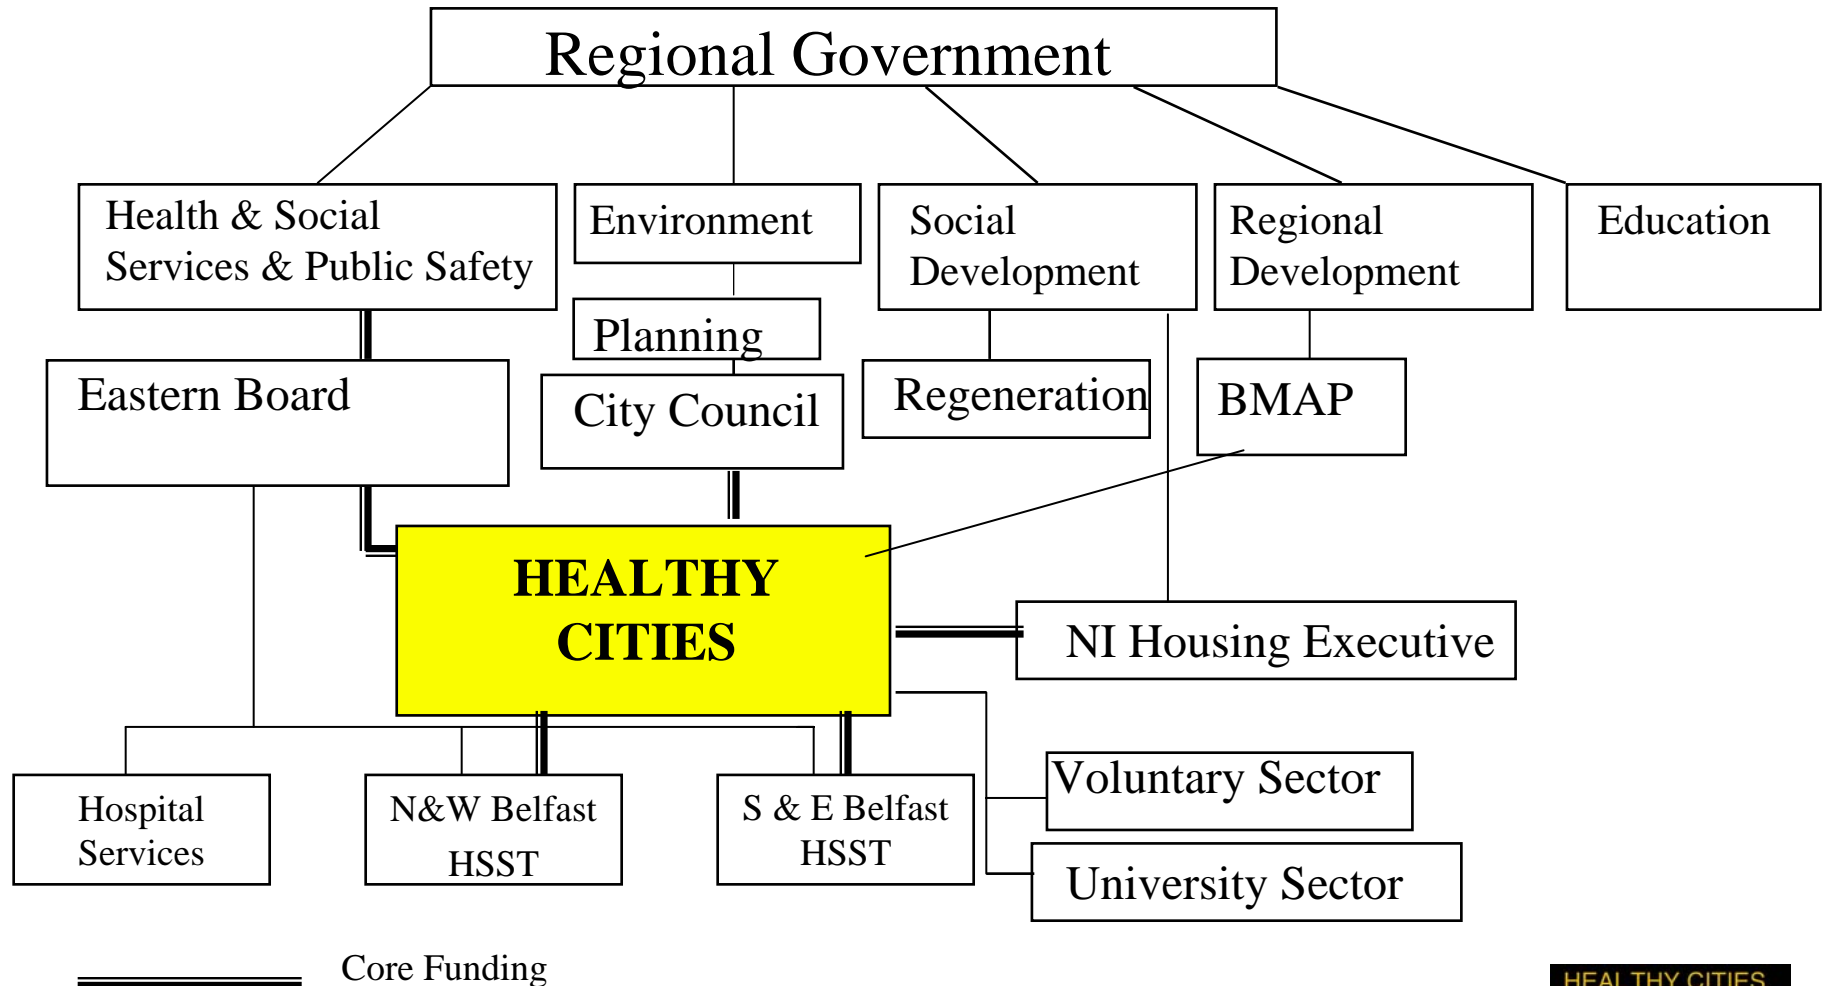 Regional Government
Health & Social
Services & Public Safety
Environment
Social
Development
Regional
Development
Education
Planning
Eastern Board
City Council
Regeneration
BMAP
HEALTHY
CITIES
NI Housing Executive
Hospital
Services
N&W Belfast
HSST
S & E Belfast
HSST
Voluntary Sector
University Sector
Core Funding
HEALTHY CITIES